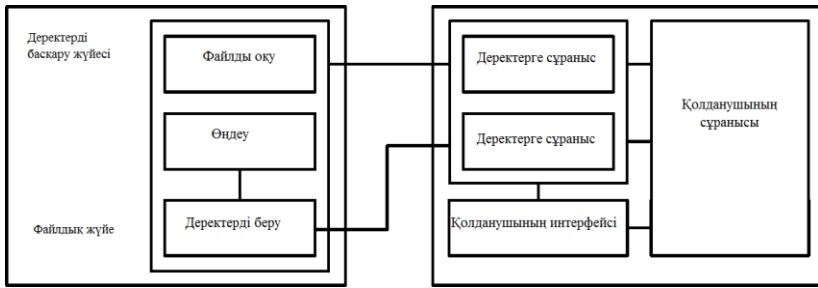 Деректерді
басқару жүйесі
Файлды оқу
Өңдеу
Деректерді беру
Файлдық жүйе
Деректерге сұраныс
Деректерге сұраныс
Қолданушының интерфейсі
Қолданушының
сұранысы